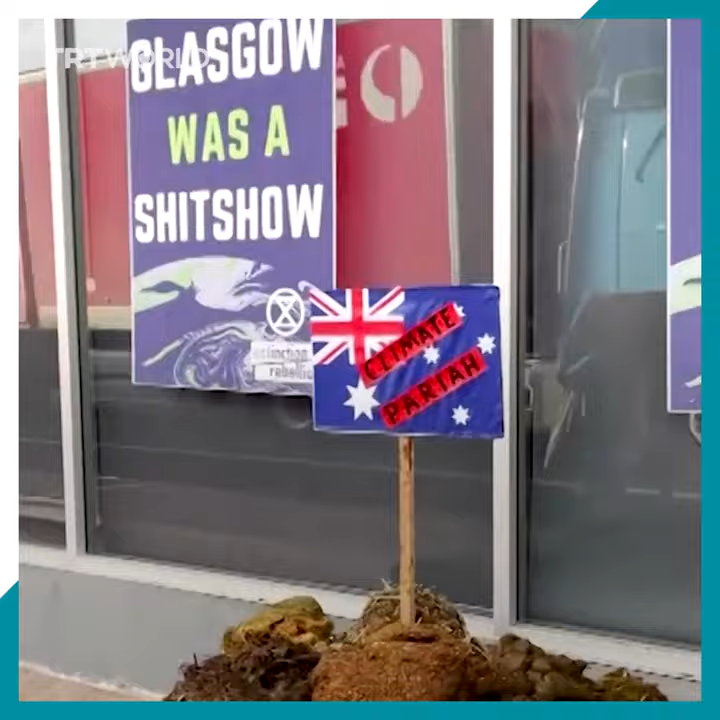 TRT WORLD
GLASGOW
WAS A
SHITSHOW
extinction
rebellion
CLIMATE
PARIAH